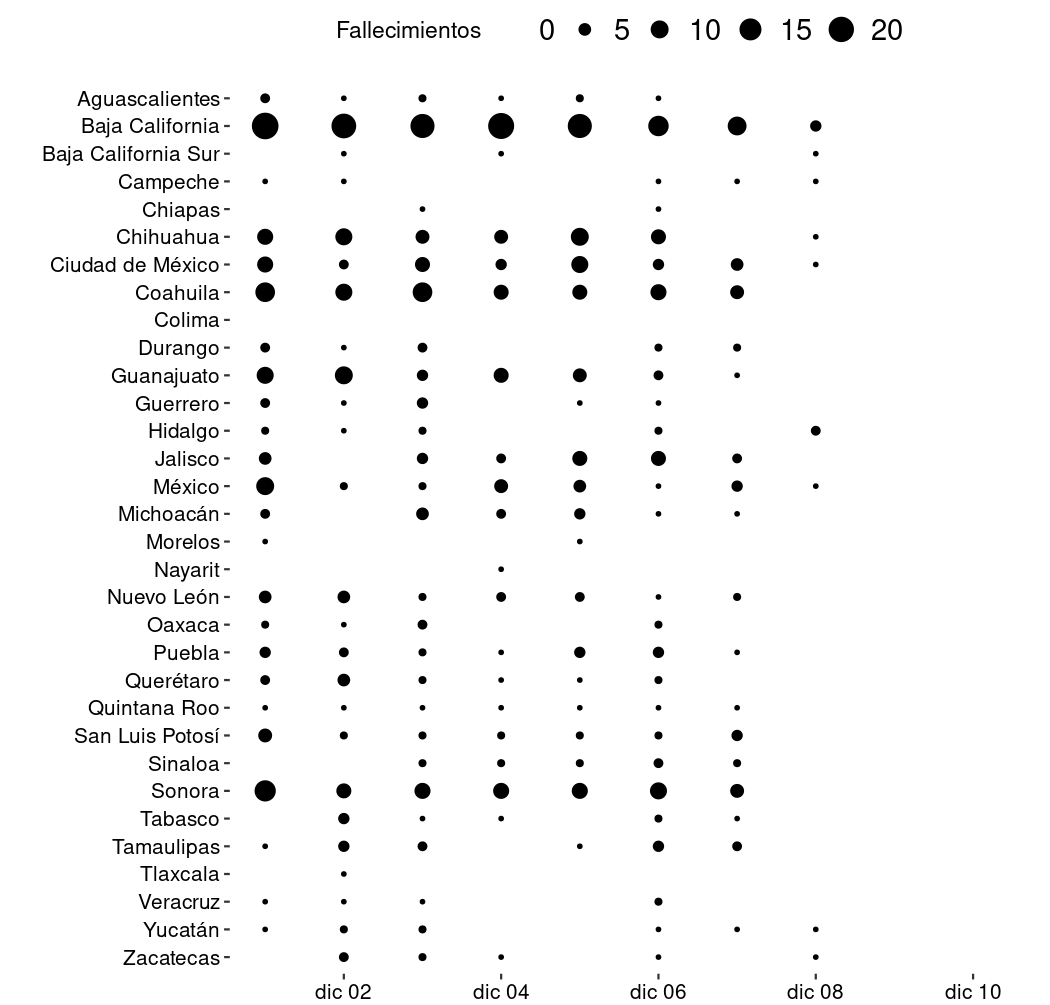 Fallecimientos 0 5 10 15 20
Aguascalientes
Baja California
Baja California Sur
Campeche
Chiapas
Chihuahua
Ciudad de México
Coahuila
Colima
Durango
Guanajuato
Guerrero
Hidalgo
Jalisco
México
Michoacán
Morelos
Nayarit
Nuevo León
Oaxaca
Puebla
Querétaro
Quintana Roo
San Luis Potosí
Sinaloa
Sonora
Tabasco
Tamaulipas
Tlaxcala
Veracruz
Yucatán
Zacatecas
dic 02 dic 04 dic 06 dic 08 dic 10